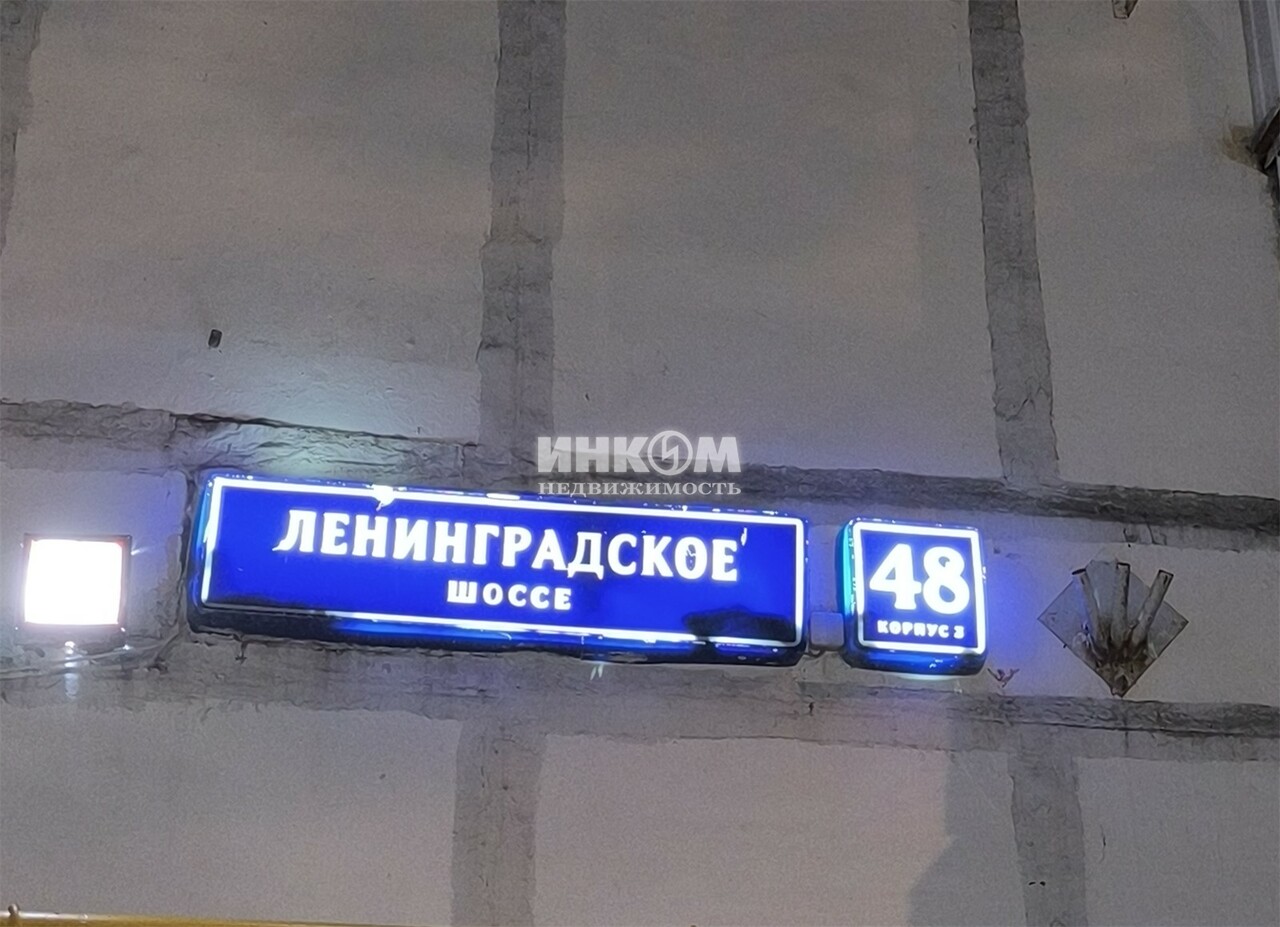 ИНКОМ
НЕДВИЖИМОСТЬ
ЛЕНИНГРАДСКОЕ
ШОССЕ
48
КОРПУС 3